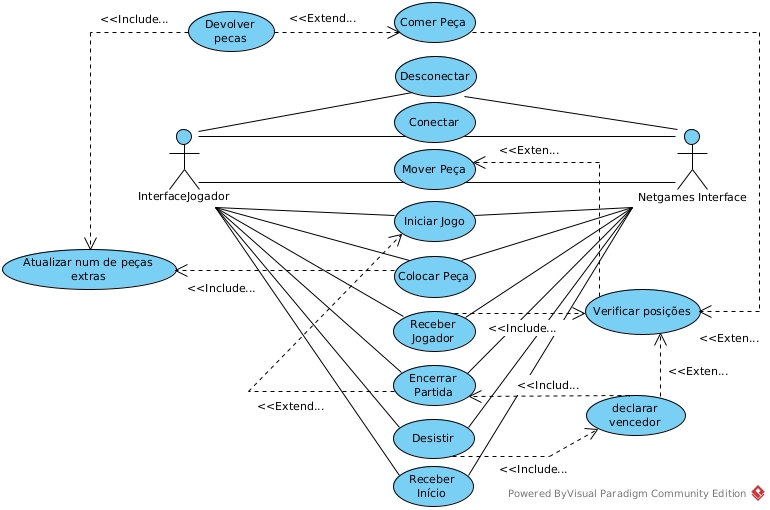 <<Include...
Devolver
pecas
<<Extend...
Comer Peça
Desconectar
Conectar
<<Exten...
Mover Peça
InterfaceJogador
Netgames Interface
Iniciar Jogo
Atualizar num de peças
extras
Colocar Peça
<<Include...
Verificar posições
Receber
Jogador
<<Include...
<<Exten...
<<Exten...
Encerrar
Partida
<<Includ...
<<Extend...
declarar
vencedor
Desistir
<<Include...
Receber
Início
Powered ByVisual Paradigm Community Edition